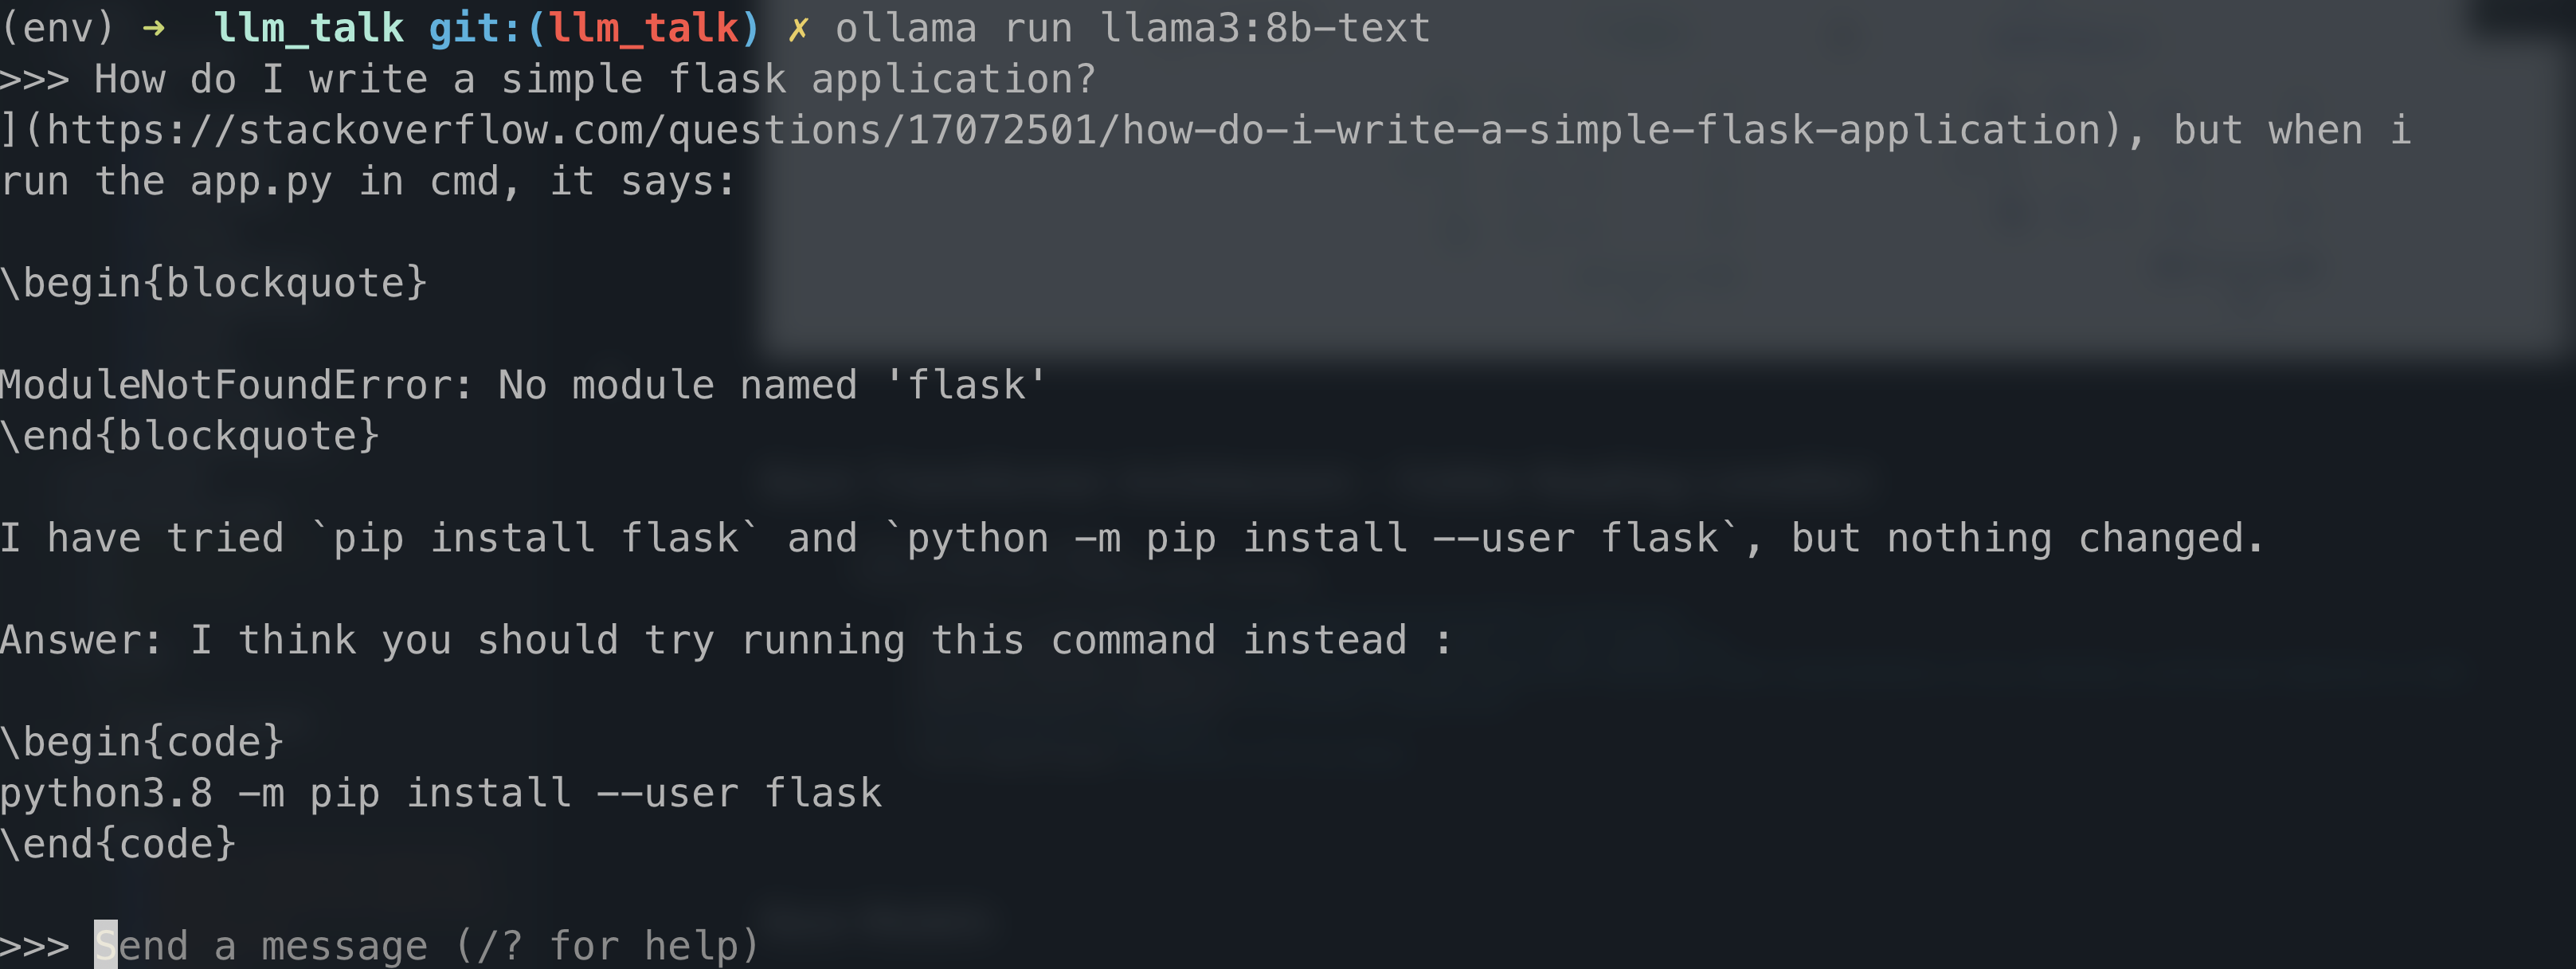 (env) ➜  llm_talk git:(llm_talk) ✗ ollama run llama3:8b-text
>>> How do I write a simple flask application?
](https://stackoverflow.com/questions/17072501/how-do-i-write-a-simple-flask-application), but when i
run the app.py in cmd, it says:
\begin{blockquote}
ModuleNotFoundError: No module named 'flask'
\end{blockquote}
I have tried `pip install flask` and `python -m pip install --user flask`, but nothing changed.
Answer: I think you should try running this command instead :
\begin{code}
python3.8 -m pip install --user flask
\end{code}
>>> Send a message (/? for help)